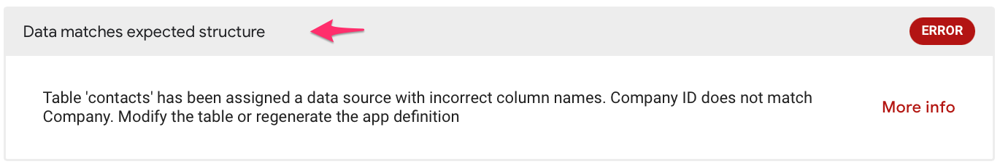 Data matches expected structure
ERROR
Table 'contacts' has been assigned a data source with incorrect column names. Company ID does not match
Company. Modify the table or regenerate the app definition
More info